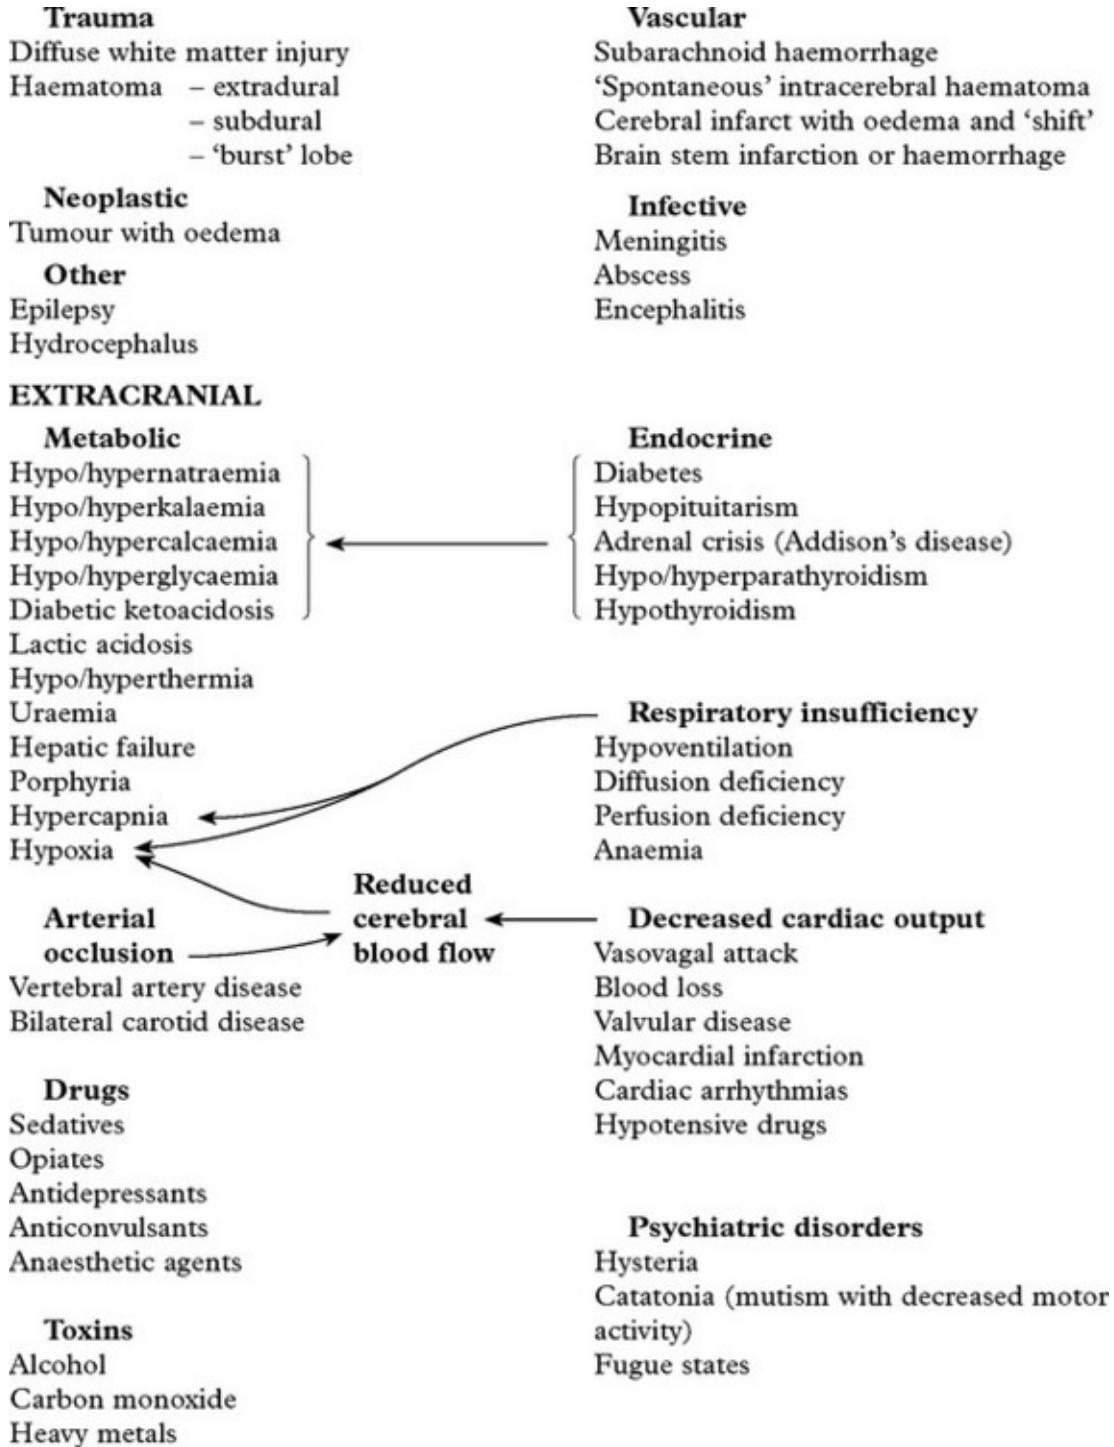 Trauma
Diffuse white matter injury
Haematoma – extradural
– subdural
– ‘burst’ lobe
Neoplastic
Tumour with oedema
Other
Epilepsy
Hydrocephalus
Vascular
Subarachnoid haemorrhage
‘Spontaneous’ intracerebral haematoma
Cerebral infarct with oedema and ‘shift’
Brain stem infarction or haemorrhage
Infective
Meningitis
Abscess
Encephalitis
EXTRACRANIAL
Metabolic
Hypo/hypernatraemia
Hypo/hyperkalaemia
Hypo/hypercalcaemia
Hypo/hyperglycaemia
Diabetic ketoacidosis
Lactic acidosis
Hypo/hyperthermia
Uraemia
Hepatic failure
Porphyria
Hypercapnia
Hypoxia
Endocrine
Diabetes
Hypopituitarism
Adrenal crisis (Addison’s disease)
Hypo/hyperparathyroidism
Hypothyroidism
Respiratory insufficiency
Hypoventilation
Diffusion deficiency
Perfusion deficiency
Anaemia
Arterial
occlusion
Vertebral artery disease
Bilateral carotid disease
Reduced
cerebral
blood flow
Decreased cardiac output
Vasovagal attack
Blood loss
Valvular disease
Myocardial infarction
Cardiac arrhythmias
Hypotensive drugs
Drugs
Sedatives
Opiates
Antidepressants
Anticonvulsants
Anaesthetic agents
Toxins
Alcohol
Carbon monoxide
Heavy metals
Psychiatric disorders
Hysteria
Catatonia (mutism with decreased motor
activity)
Fugue states